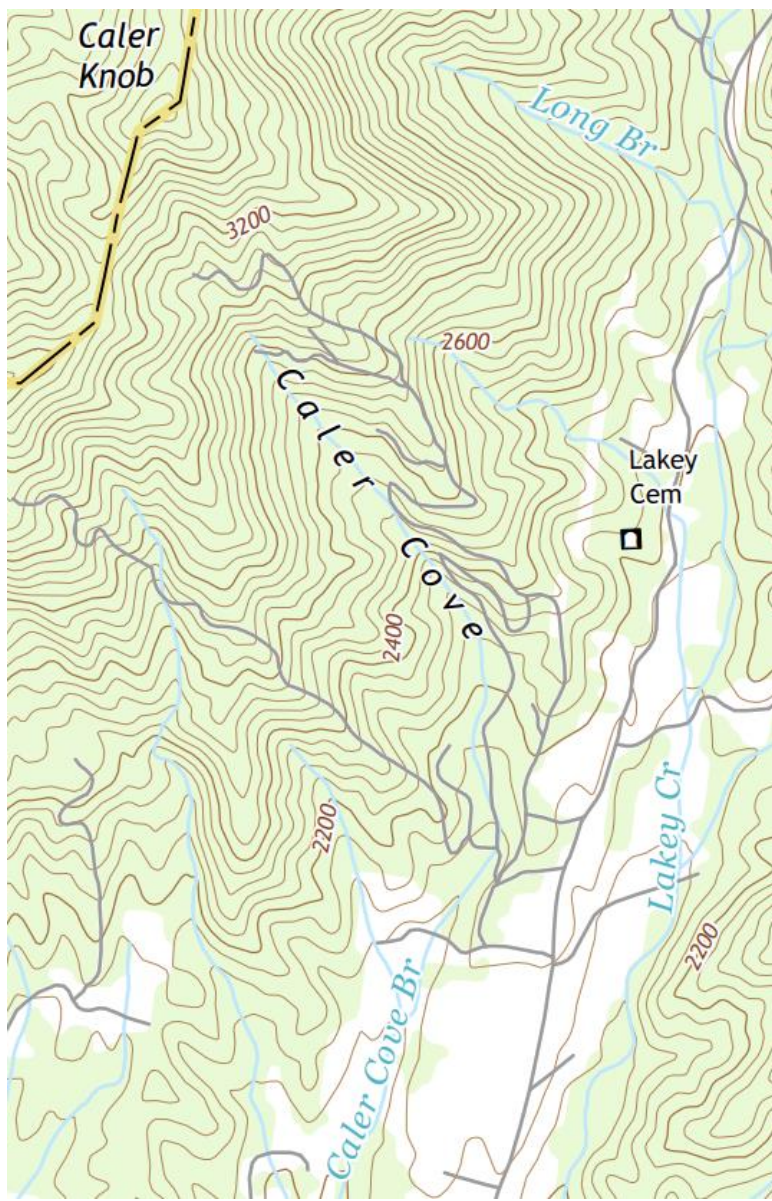 Caler
Knob
Long Br
3200
2600
Caler Cove
Lakey
Cem
2400
2200
Lakey Cr
2200
Caler Cove Br